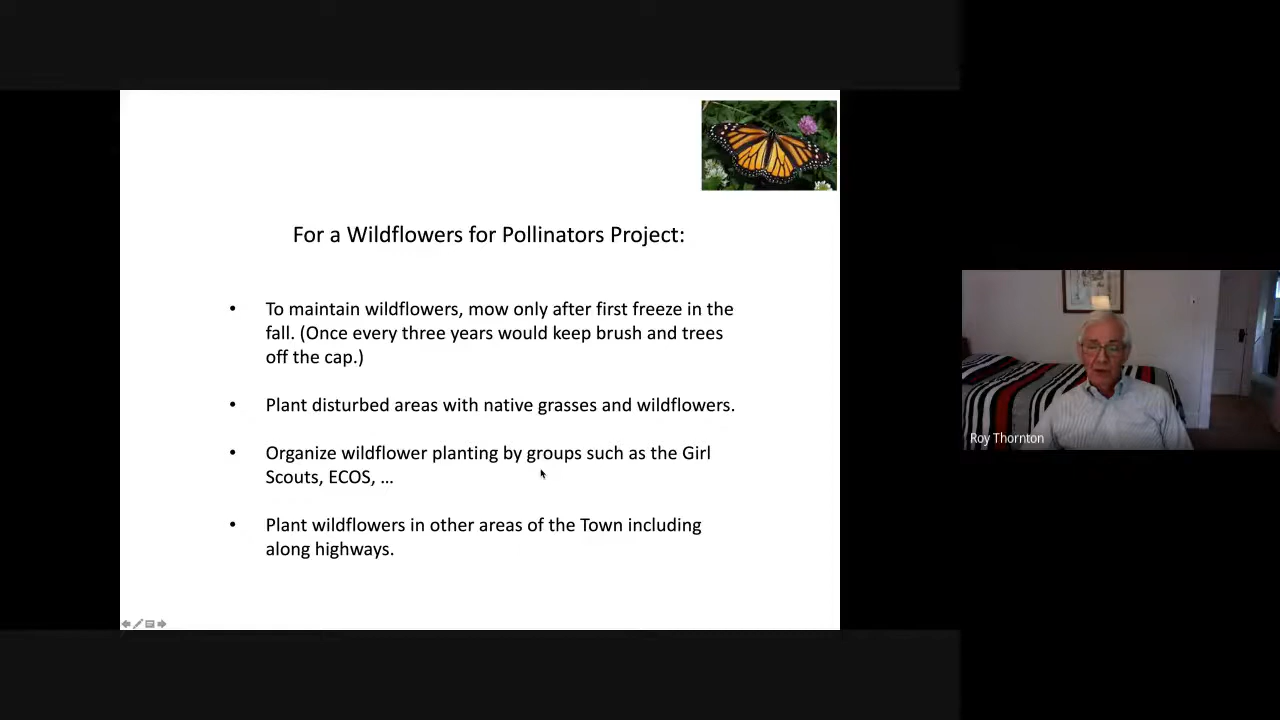 For a Wildflowers for Pollinators Project:
• To maintain wildflowers, mow only after first freeze in the
fall. (Once every three years would keep brush and trees
off the cap.)
• Plant disturbed areas with native grasses and wildflowers.
• Organize wildflower planting by groups such as the Girl
Scouts, ECOS, ...
• Plant wildflowers in other areas of the Town including
along highways.
Roy Thornton